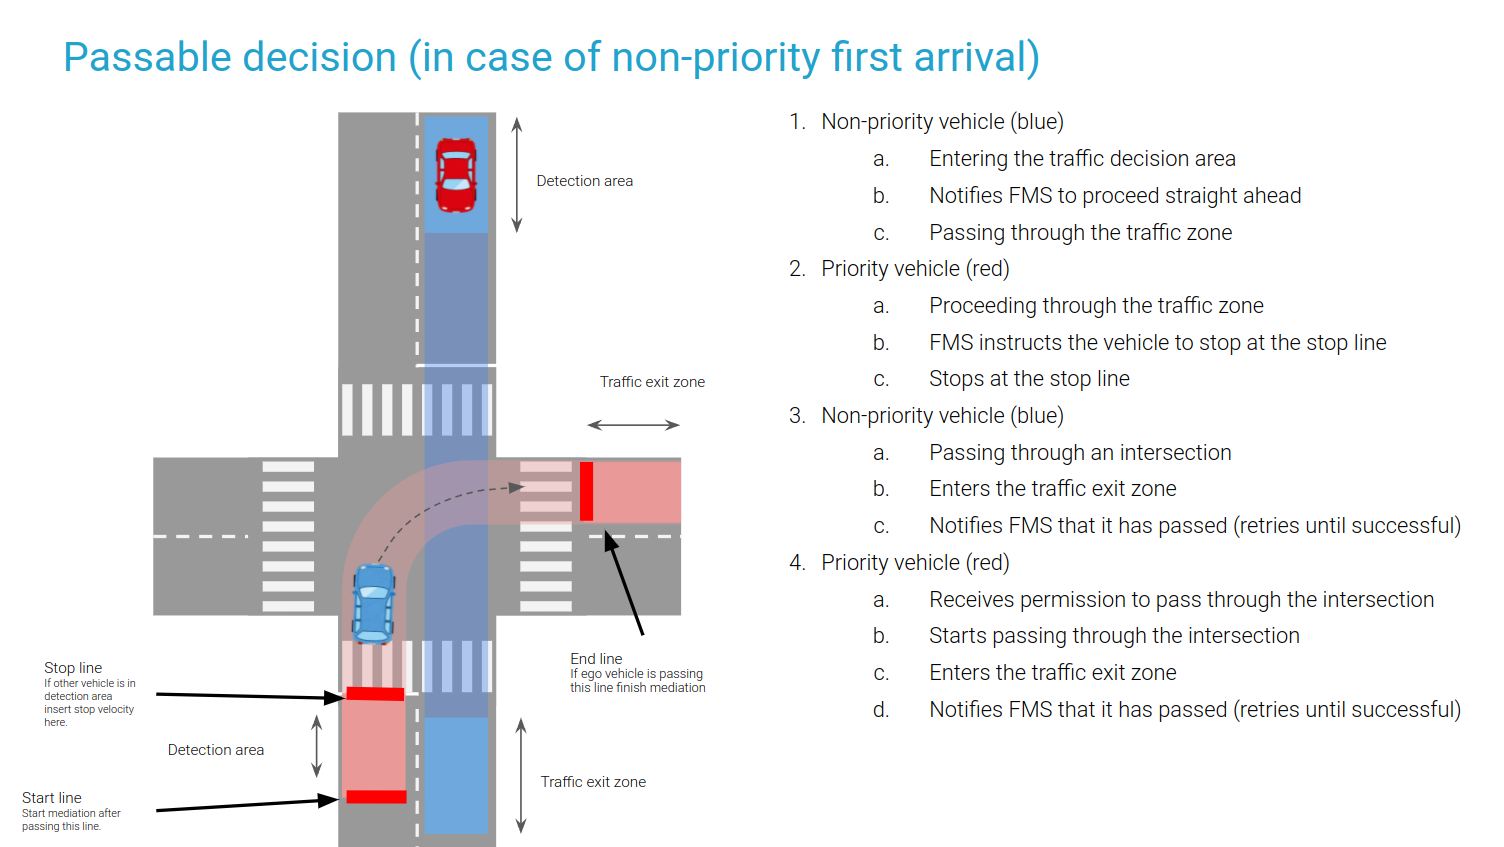 Passable decision (in case of non-priority first arrival)
Detection area
Traffic exit zone
Stop line
If other vehicle is in
detection area
insert stop velocity
here.
Detection area
Start line
Start mediation after
passing this line.
End line
If ego vehicle is passing
this line finish mediation
Traffic exit zone
1. Non-priority vehicle (blue)
a. Entering the traffic decision area
b. Notifies FMS to proceed straight ahead
c. Passing through the traffic zone
2. Priority vehicle (red)
a. Proceeding through the traffic zone
b. FMS instructs the vehicle to stop at the stop line
c. Stops at the stop line
3. Non-priority vehicle (blue)
a. Passing through an intersection
b. Enters the traffic exit zone
c. Notifies FMS that it has passed (retries until successful)
4. Priority vehicle (red)
a. Receives permission to pass through the intersection
b. Starts passing through the intersection
c. Enters the traffic exit zone
d. Notifies FMS that it has passed (retries until successful)